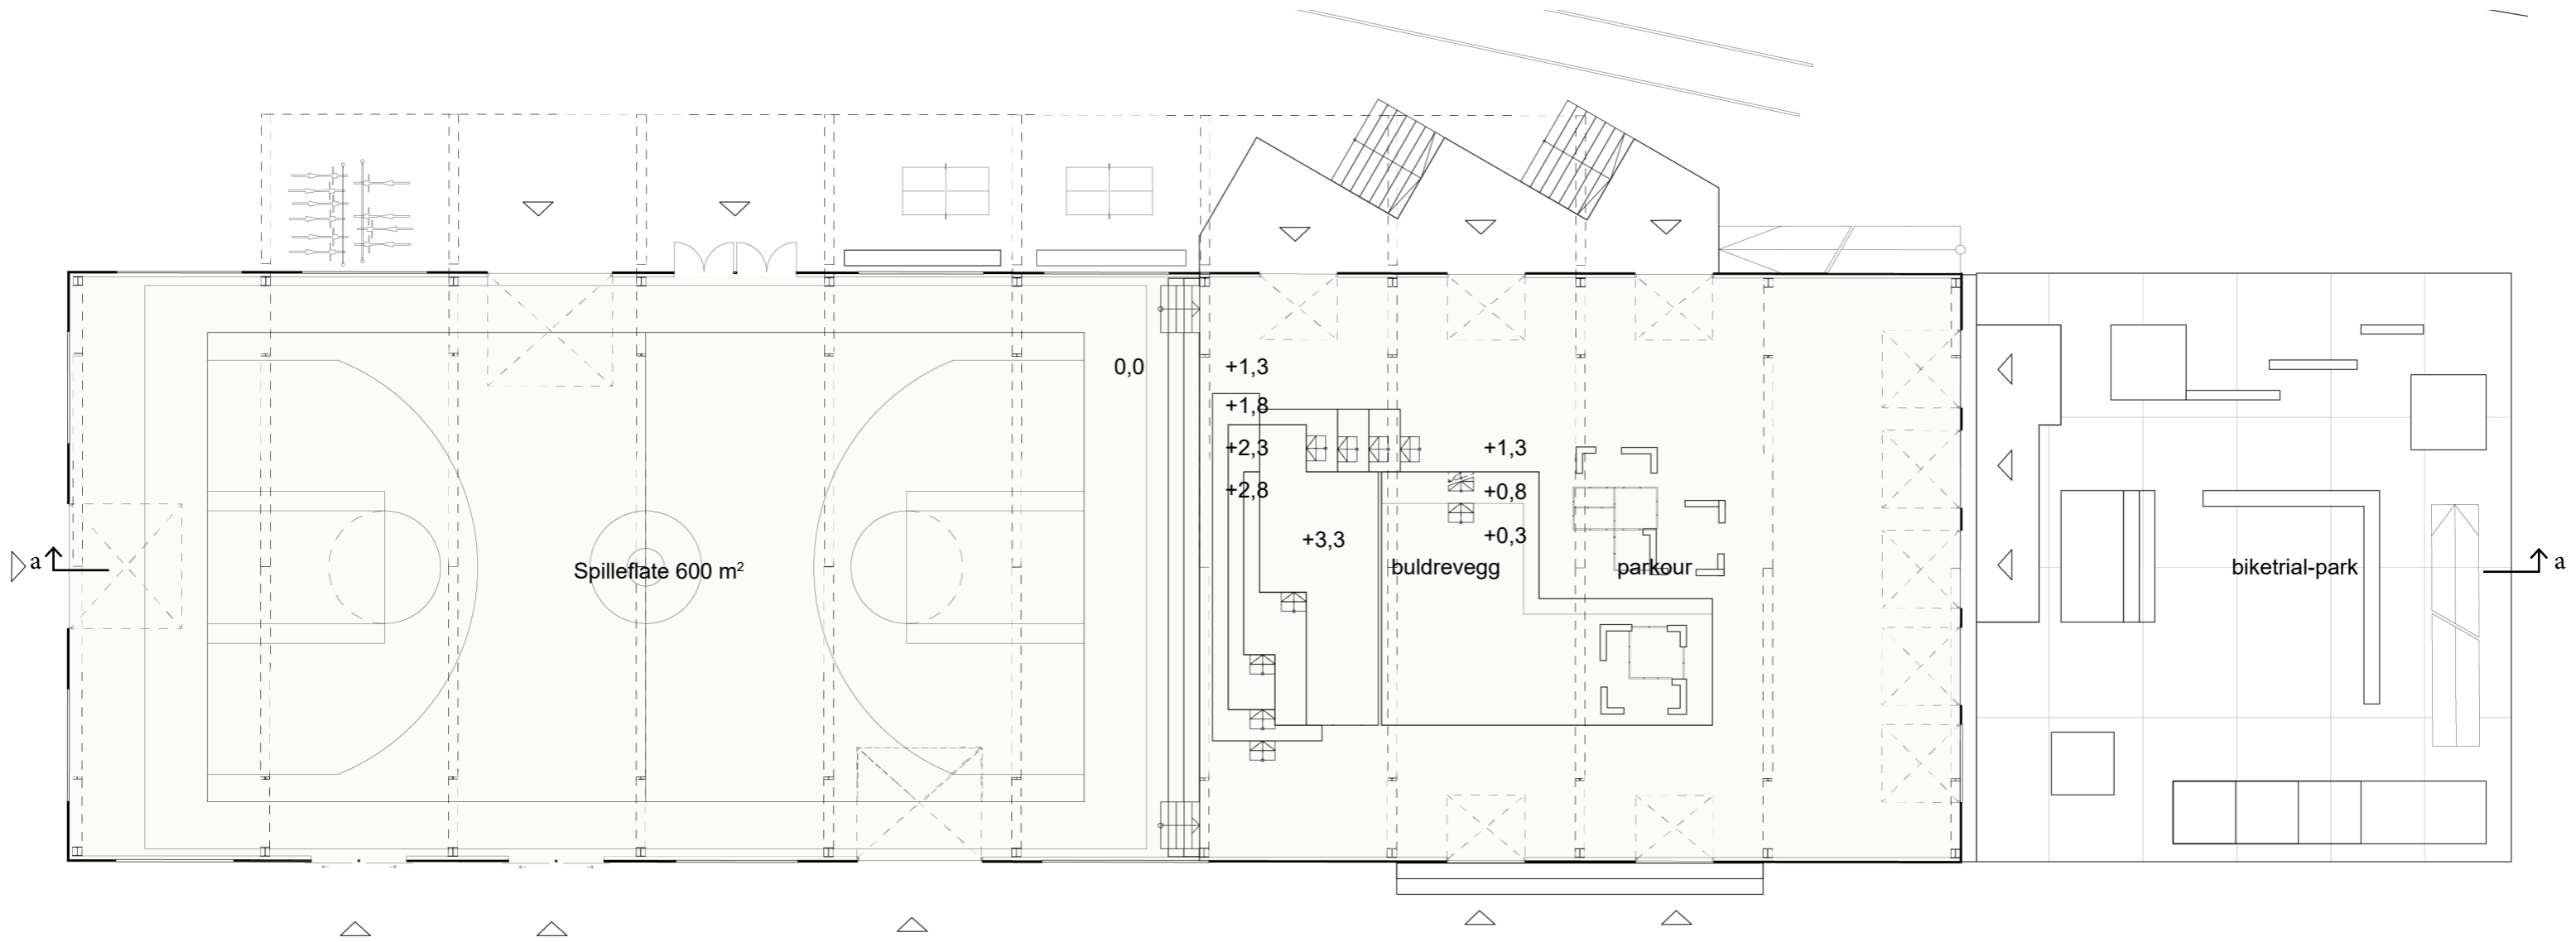 0,0
+1,3
+1,8
+2,3
+1,3
+2,8
+0,8
+3,3
+0,3
a
Spilleflate 600 m²
buldrevegg
parkour
biketrial-park
a